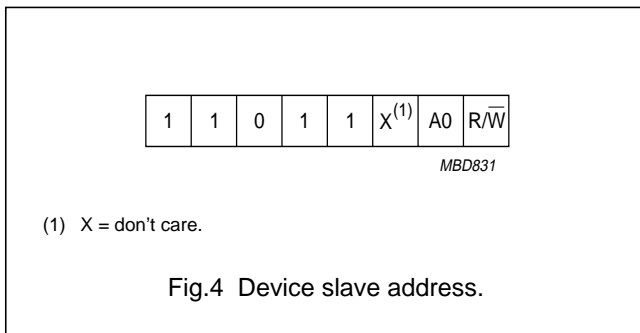 1 1 0 1 1 X(1) A0 R/W̅
MBD831
(1) X = don't care.
Fig.4 Device slave address.